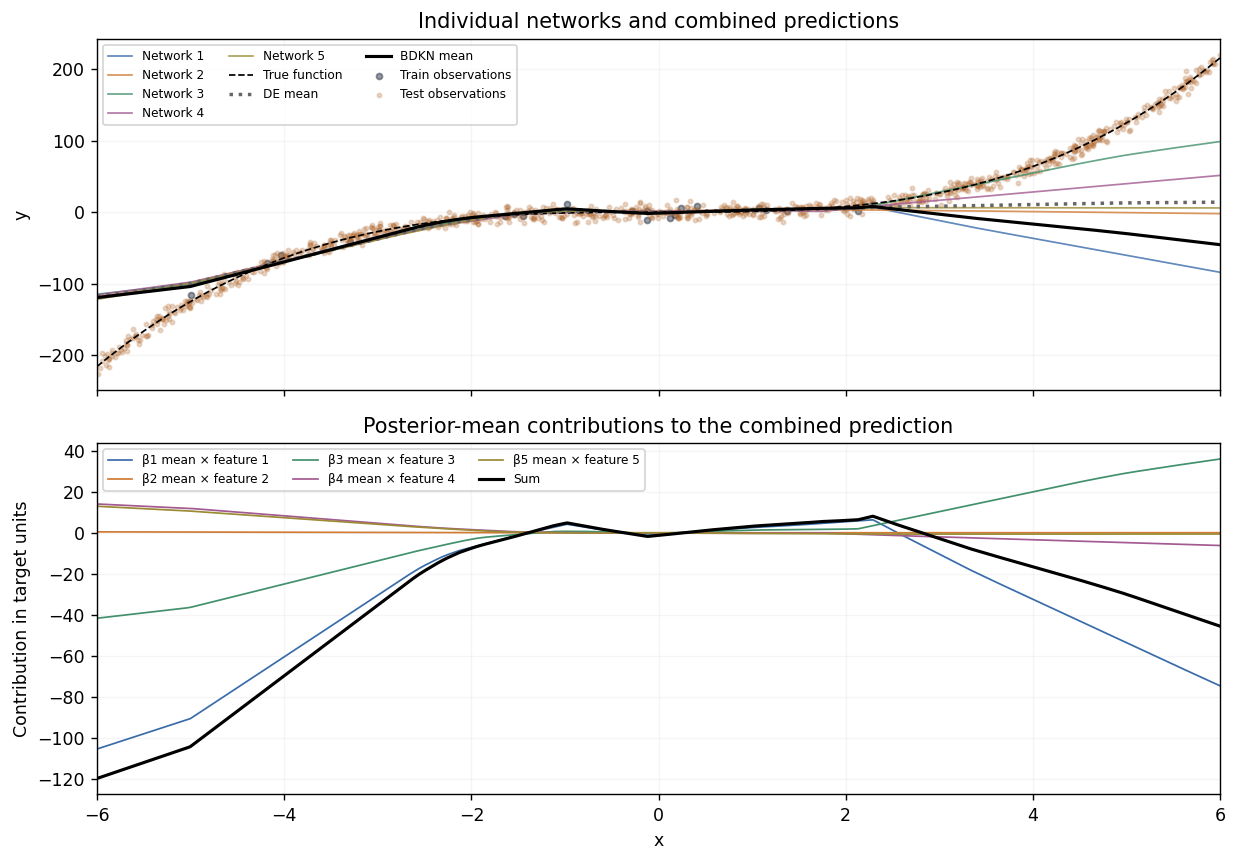 Individual networks and combined predictions
Network 1
Network 2
Network 3
Network 4
Network 5
True function
DE mean
BDKN mean
Train observations
Test observations
200
100
0
−100
−200
y
Posterior-mean contributions to the combined prediction
β1 mean × feature 1
β2 mean × feature 2
β3 mean × feature 3
β4 mean × feature 4
β5 mean × feature 5
Sum
40
20
0
−20
−40
−60
−80
−100
−120
Contribution in target units
−6 −4 −2 0 2 4 6
x